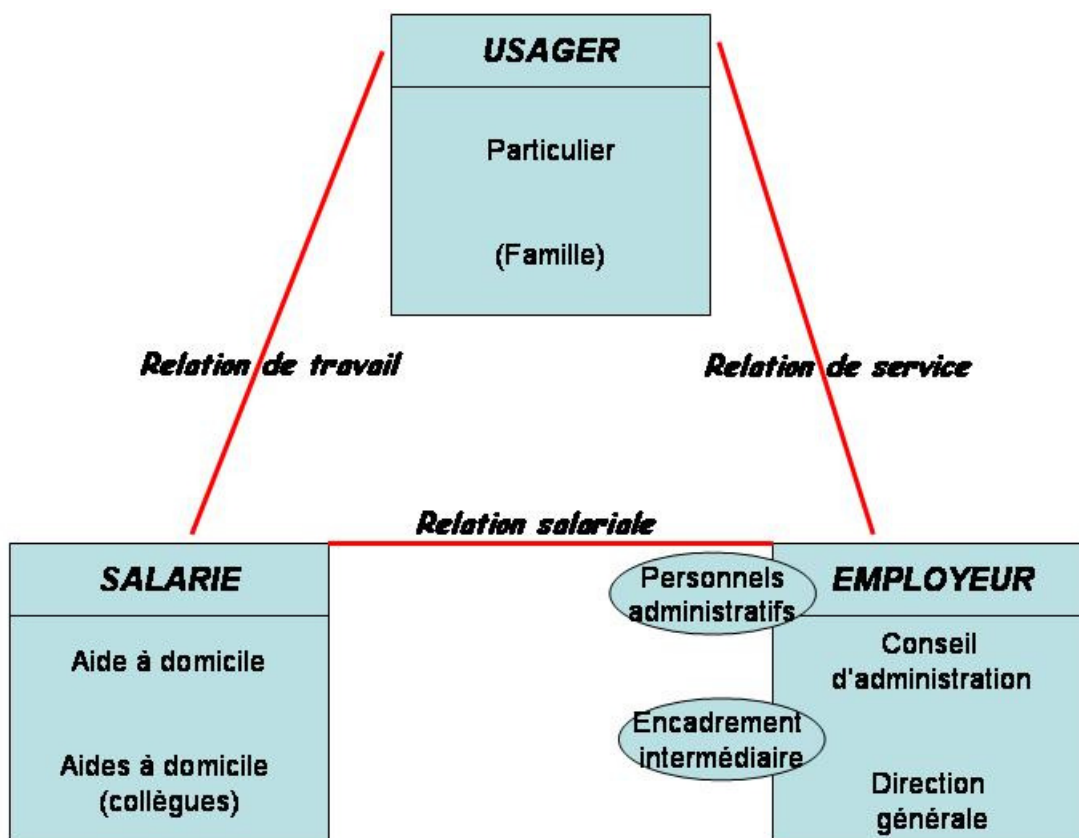 USAGER
Particulier
(Famille)
Relation de travail
Relation de service
Relation salariale
SALARIE
Aide à domicile
Aides à domicile
(collègues)
Personnels
administratifs
Encadrement
intermédiaire
EMPLOYEUR
Conseil
d'administration
Direction
générale